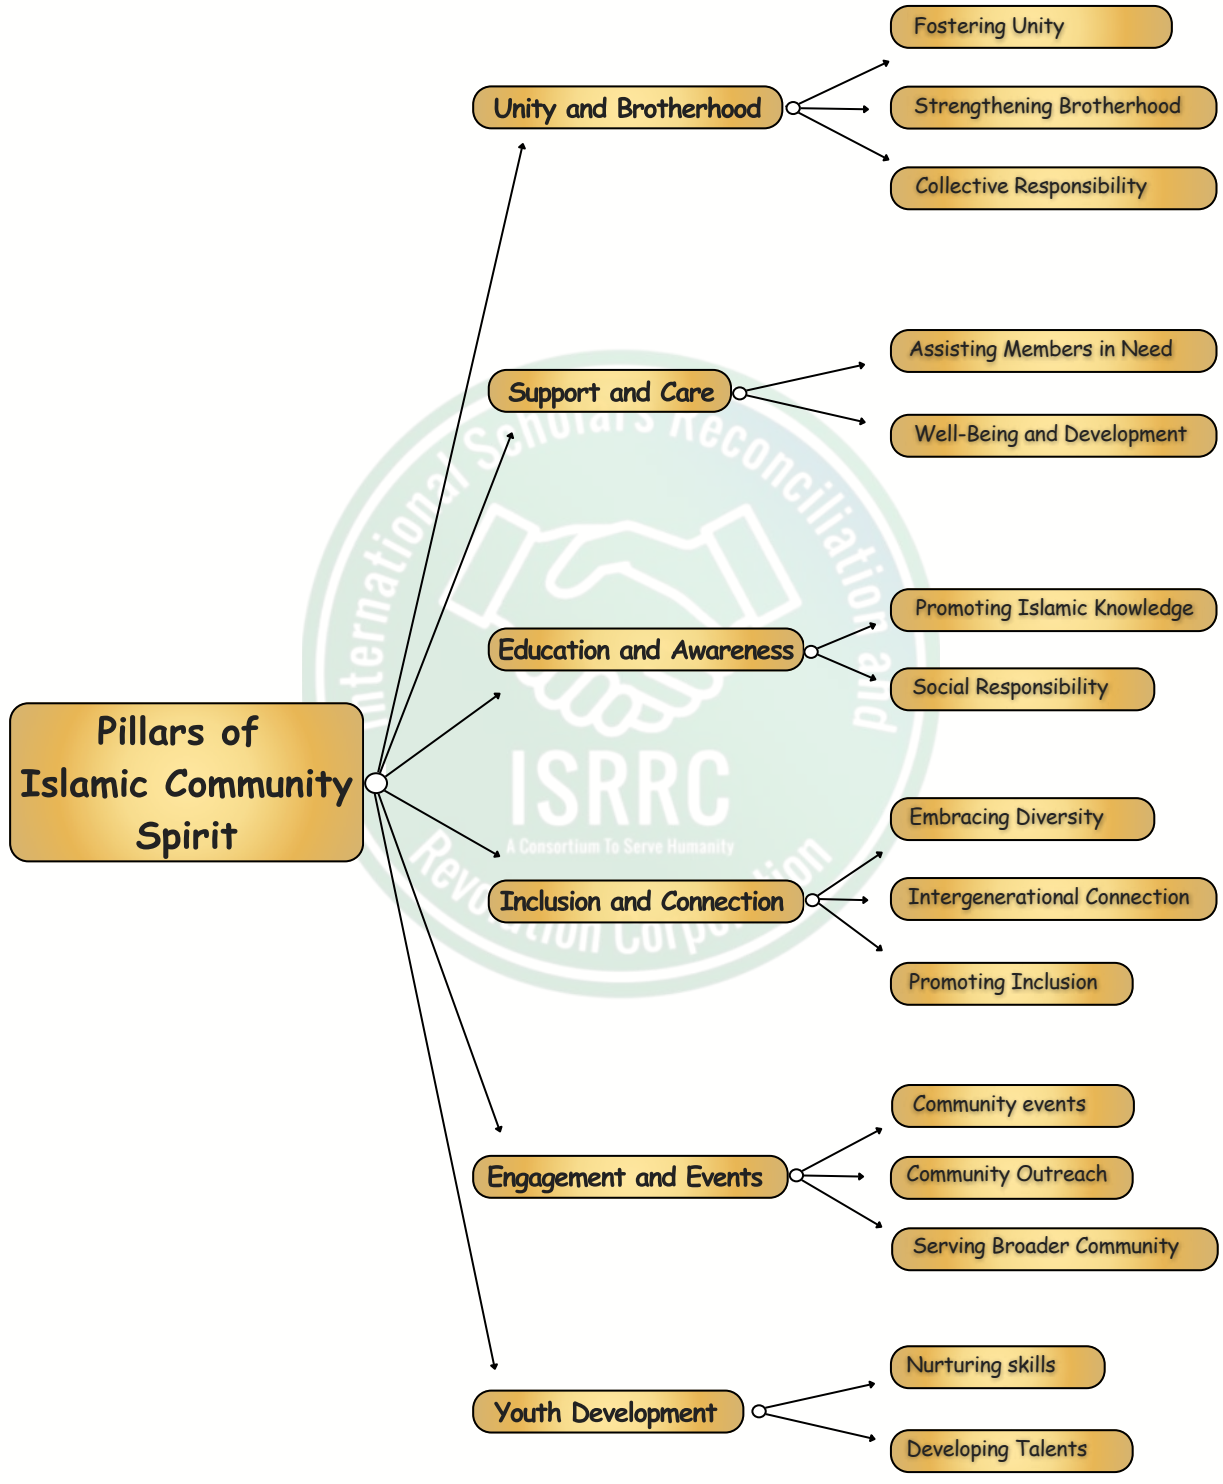 Pillars of
Islamic Community
Spirit
Unity and Brotherhood
Fostering Unity
Strengthening Brotherhood
Collective Responsibility
Support and Care
Assisting Members in Need
Well-Being and Development
Education and Awareness
Promoting Islamic Knowledge
Social Responsibility
Inclusion and Connection
Embracing Diversity
Intergenerational Connection
Promoting Inclusion
Engagement and Events
Community events
Community Outreach
Serving Broader Community
Youth Development
Nurturing skills
Developing Talents
International Scholars Reconciliation and
ISRRC
A Consortium To Serve Humanity